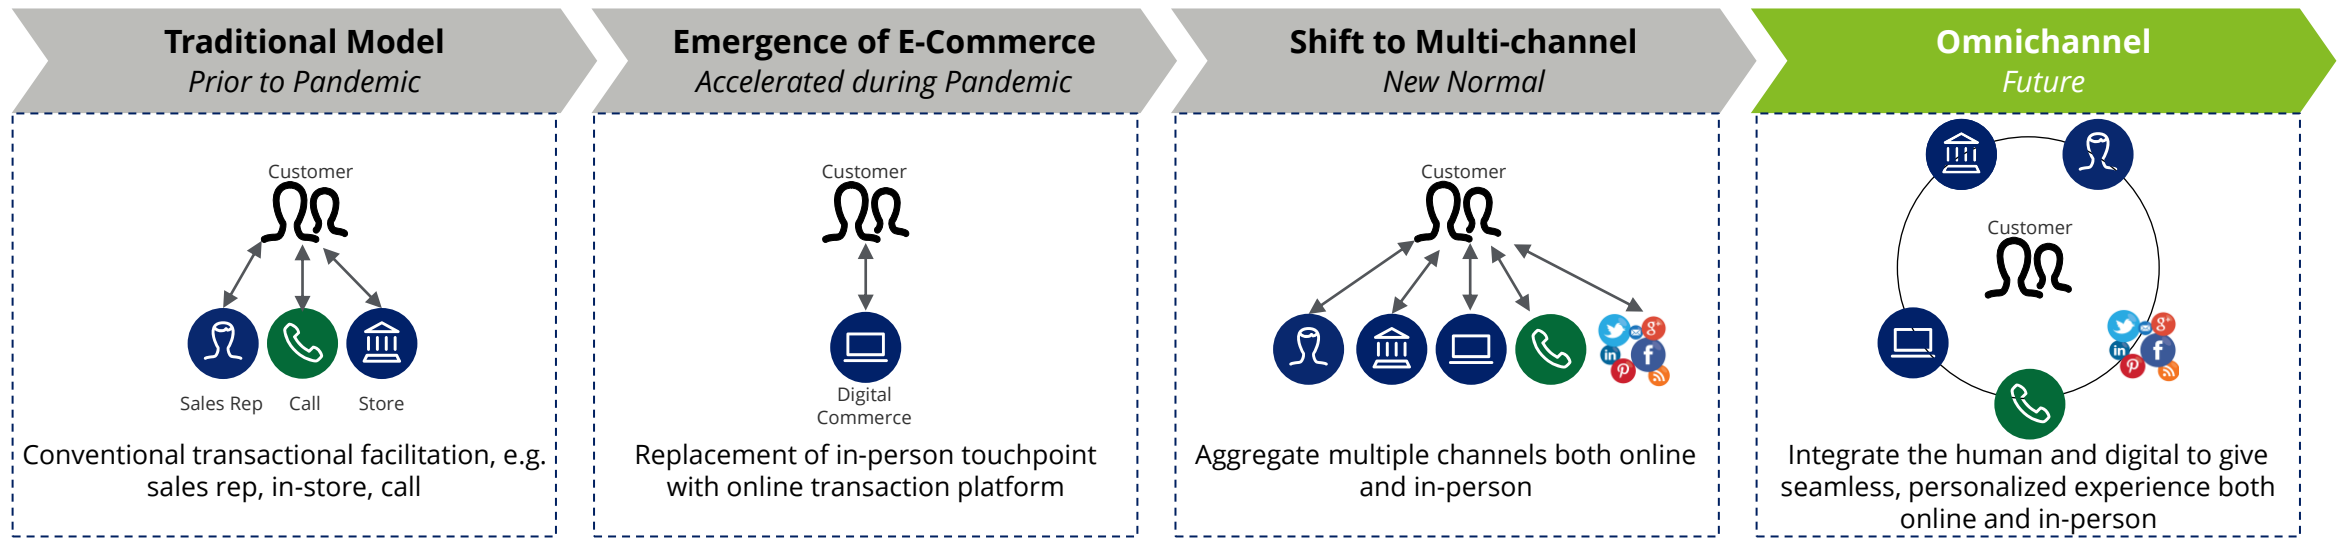 Traditional Model
Prior to Pandemic
Customer
Sales Rep
Call
Store
Conventional transactional facilitation, e.g.
sales rep, in-store, call
Emergence of E-Commerce
Accelerated during Pandemic
Customer
Digital
Commerce
Replacement of in-person touchpoint
with online transaction platform
Shift to Multi-channel
New Normal
Customer
g+
in
f
Aggregate multiple channels both online
and in-person
Omnichannel
Future
Customer
g+
in
f
Integrate the human and digital to give
seamless, personalized experience both
online and in-person